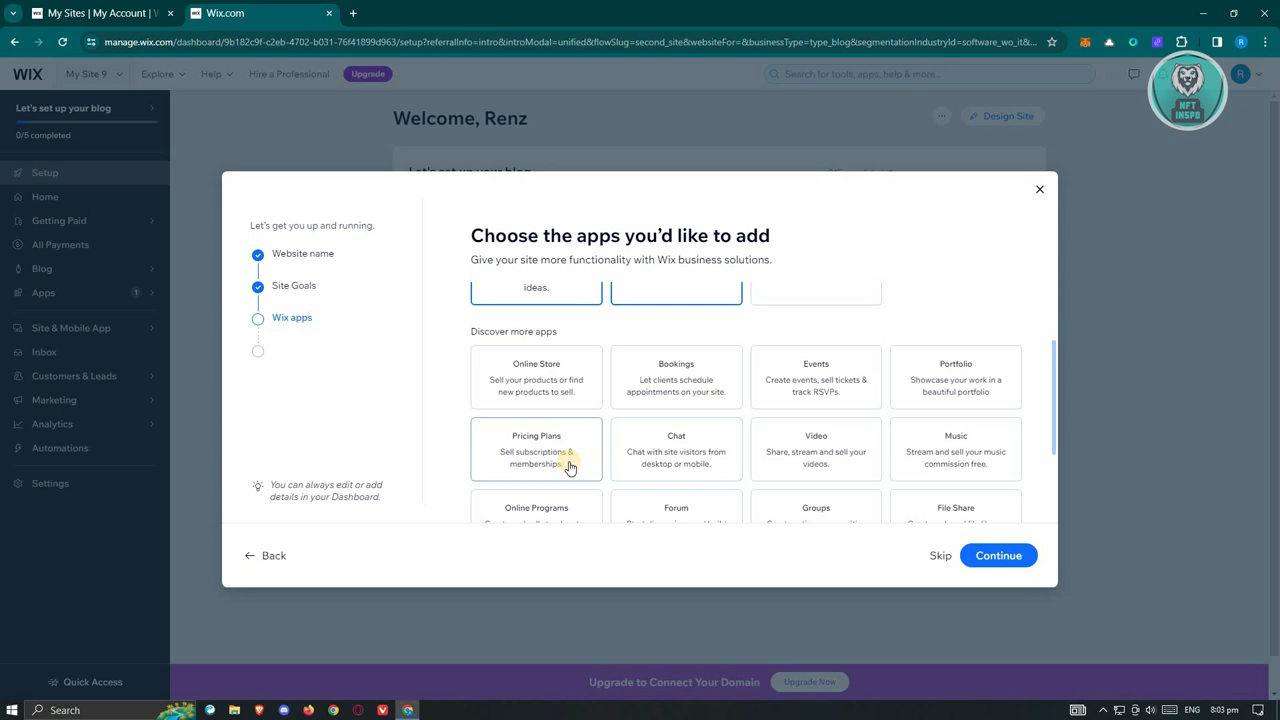 My Sites | My Account | Wix.com
Wix.com
manage.wix.com/dashboard/9b182c9f-c2eb-4702-b031-76f41899d963/setup?referralInfo=intro&introModal=unified&flowSlug=second_site&websiteFor=&businessType=type_blog&segmentationIndustryId=software_wo_it&...
WIX
My Site 9
Explore
Help
Hire a Professional
Upgrade
Search for tools, apps, help & more...
R
NFT
INSPO
Let's set up your blog
0/5 completed
Setup
Home
Getting Paid
All Payments
Blog
Apps
1
Site & Mobile App
Inbox
Customers & Leads
Marketing
Analytics
Automations
Settings
Quick Access
Welcome, Renz
Design Site
Let's set up your blog
Let's get you up and running.
Website name
Site Goals
Wix apps
You can always edit or add
details in your Dashboard.
Choose the apps you'd like to add
Give your site more functionality with Wix business solutions.
ideas.
Discover more apps
Online Store
Sell your products or find
new products to sell.
Bookings
Let clients schedule
appointments on your site.
Events
Create events, sell tickets &
track RSVPs.
Portfolio
Showcase your work in a
beautiful portfolio
Pricing Plans
Sell subscriptions &
memberships.
Chat
Chat with site visitors from
desktop or mobile.
Video
Share, stream and sell your
videos.
Music
Stream and sell your music
commission free.
Online Programs
Forum
Groups
File Share
Back
Skip
Continue
Upgrade to Connect Your Domain
Upgrade Now
Search
ENG
8:03 pm